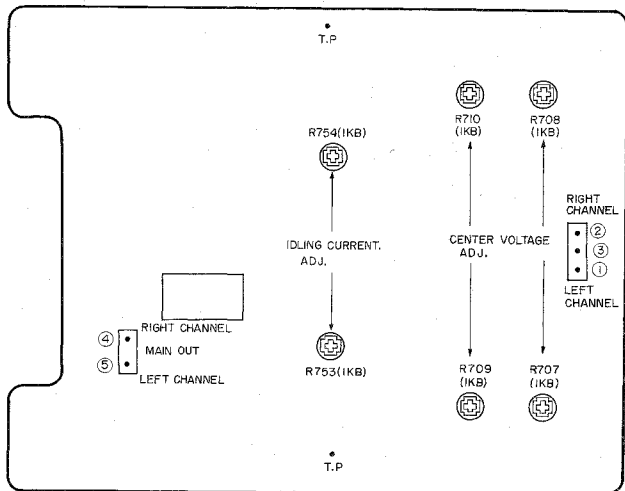 T.P
R754(1KB)
R710
(1KB)
R708
(1KB)
RIGHT
CHANNEL
②
③
①
LEFT
CHANNEL
IDLING CURRENT.
ADJ.
CENTER VOLTAGE
ADJ.
RIGHT CHANNEL
④
MAIN OUT
⑤
LEFT CHANNEL
R753(1KB)
R709
(1KB)
R707
(1KB)
T.P